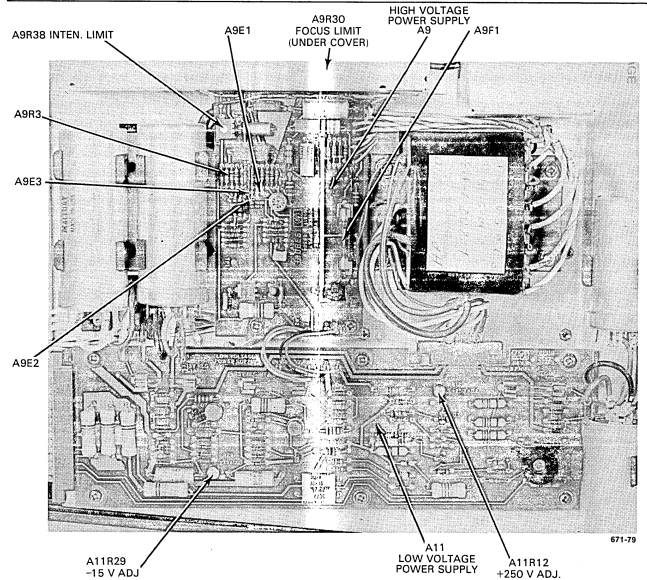 A9R30
FOCUS LIMIT
(UNDER COVER)
HIGH VOLTAGE
POWER SUPPLY
A9
A9F1
A9E1
A9R38 INTEN. LIMIT
A9R3
A9E3
A9E2
A11R29
-15 V ADJ
A11
LOW VOLTAGE
POWER SUPPLY
A11R12
+250 V ADJ.
671-79